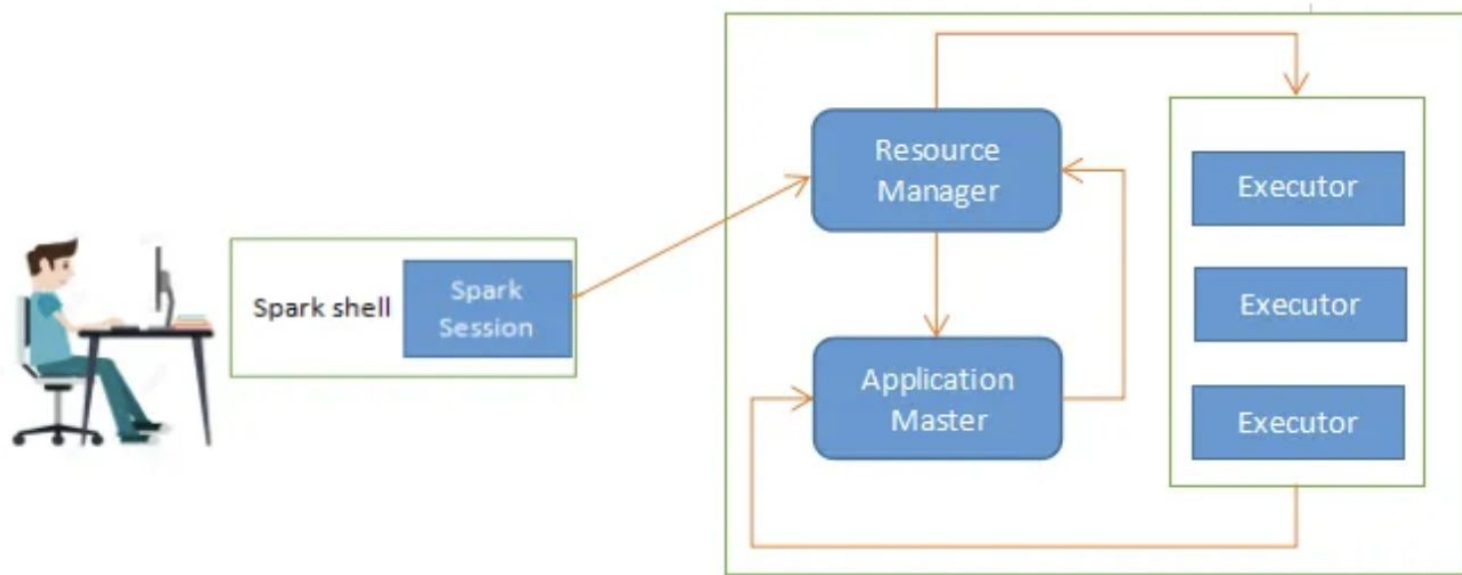 Spark shell
Spark
Session
Resource
Manager
Application
Master
Executor
Executor
Executor